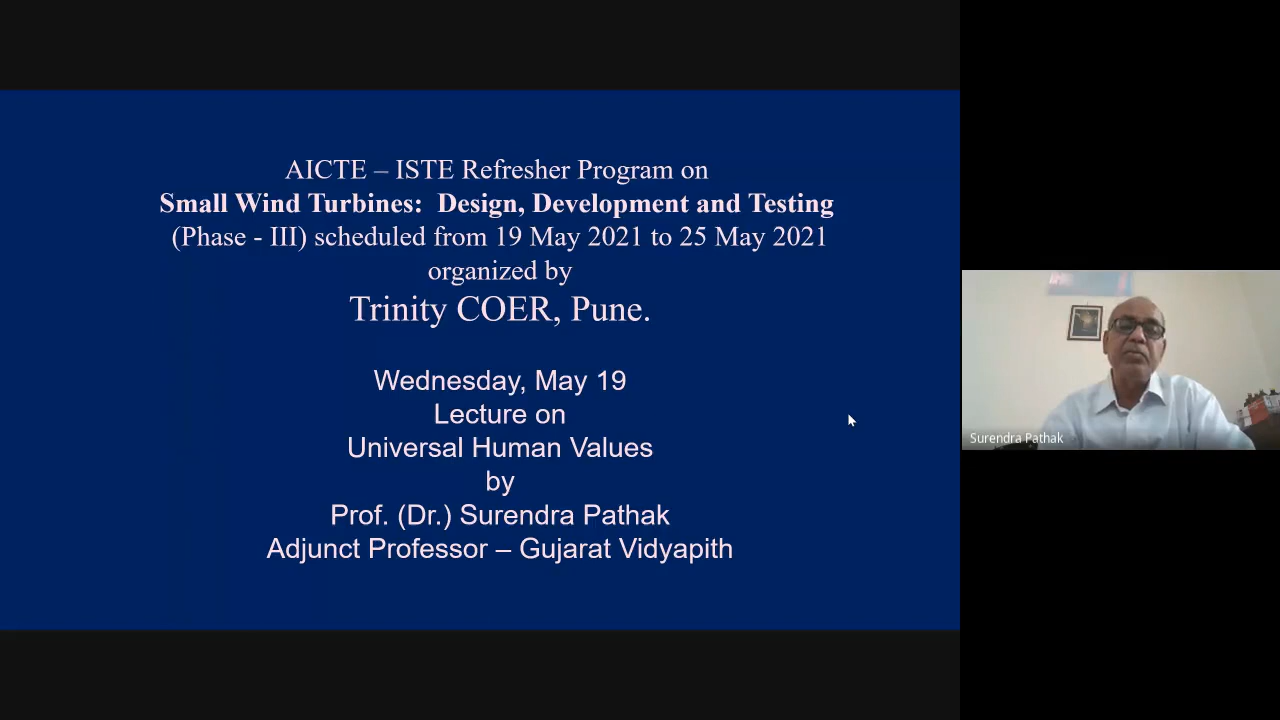 AICTE – ISTE Refresher Program on
Small Wind Turbines:  Design, Development and Testing
(Phase - III) scheduled from 19 May 2021 to 25 May 2021
organized by
Trinity COER, Pune.
Wednesday, May 19
Lecture on
Universal Human Values
by
Prof. (Dr.) Surendra Pathak
Adjunct Professor – Gujarat Vidyapith
Surendra Pathak